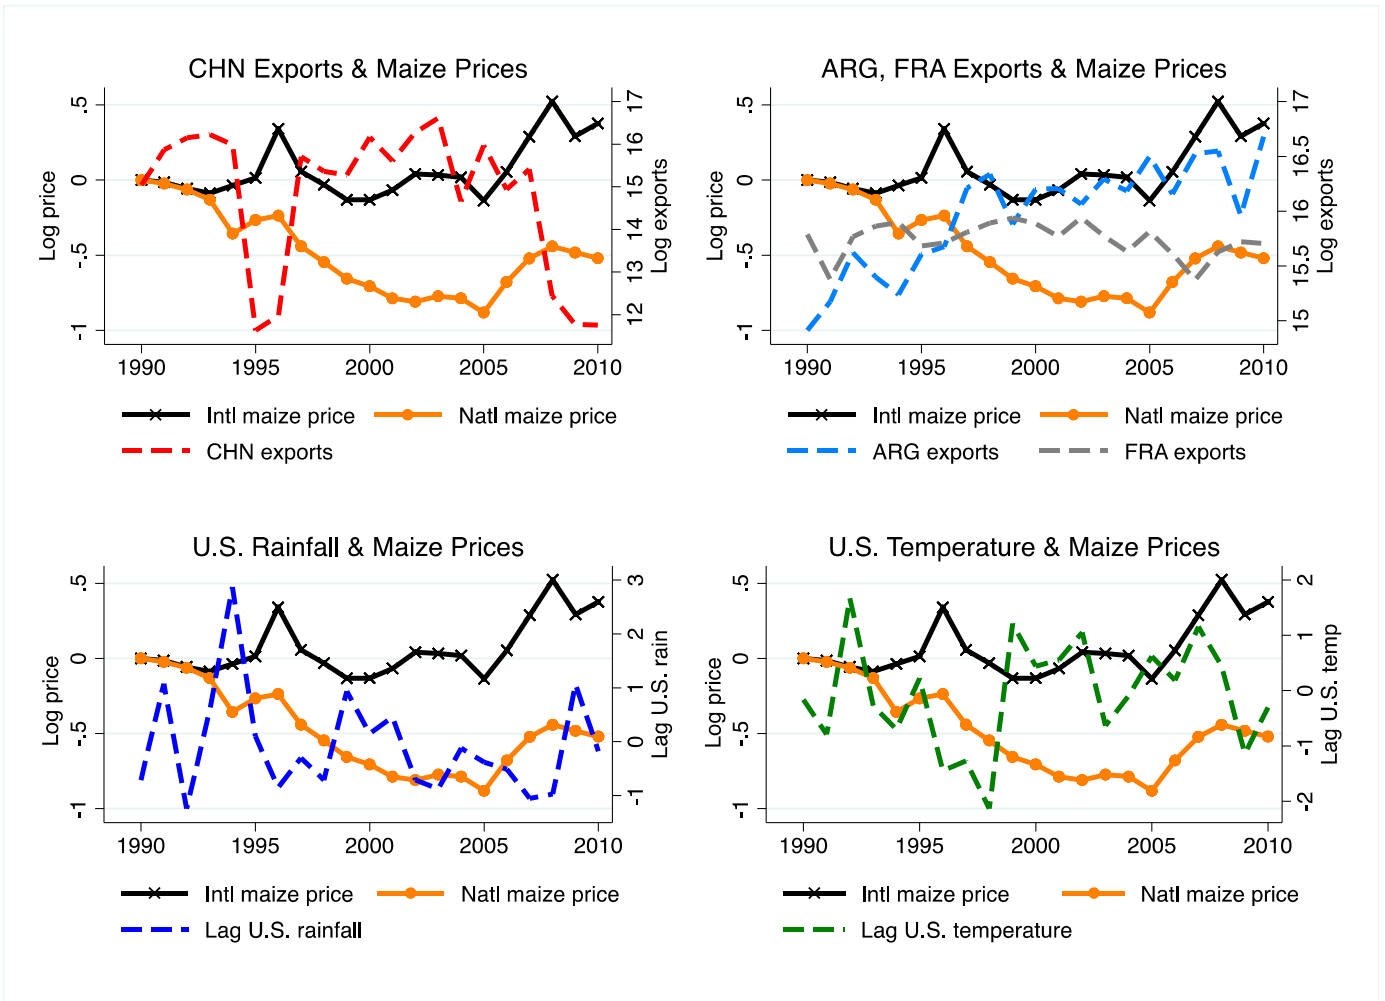 CHN Exports & Maize Prices
Log price
.5
0
-.5
-1
17
16
15
14
13
12
Log exports
1990 1995 2000 2005 2010
Intl maize price Natl maize price
CHN exports
ARG, FRA Exports & Maize Prices
Log price
.5
0
-.5
-1
17
16.5
16
15.5
15
Log exports
1990 1995 2000 2005 2010
Intl maize price Natl maize price
ARG exports FRA exports
U.S. Rainfall & Maize Prices
Log price
.5
0
-.5
-1
3
2
1
0
-1
Lag U.S. rain
1990 1995 2000 2005 2010
Intl maize price Natl maize price
Lag U.S. rainfall
U.S. Temperature & Maize Prices
Log price
.5
0
-.5
-1
2
1
0
-1
-2
Lag U.S. temp
1990 1995 2000 2005 2010
Intl maize price Natl maize price
Lag U.S. temperature